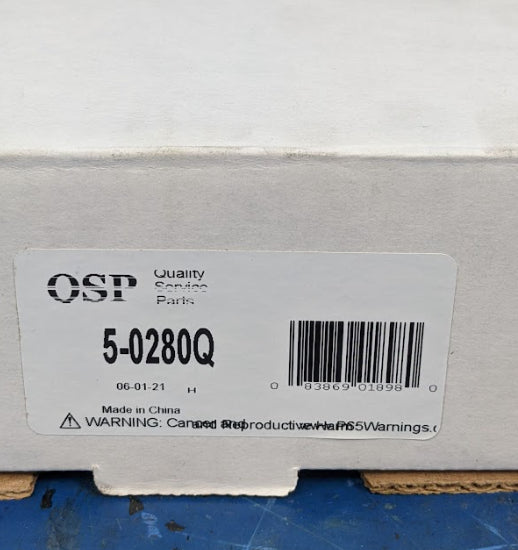 QSP
Quality
Service
Parts
5-0280Q
06-01-21 H
0 83869 01898 0
Made in China
WARNING: Cancer and Reproductive Harm